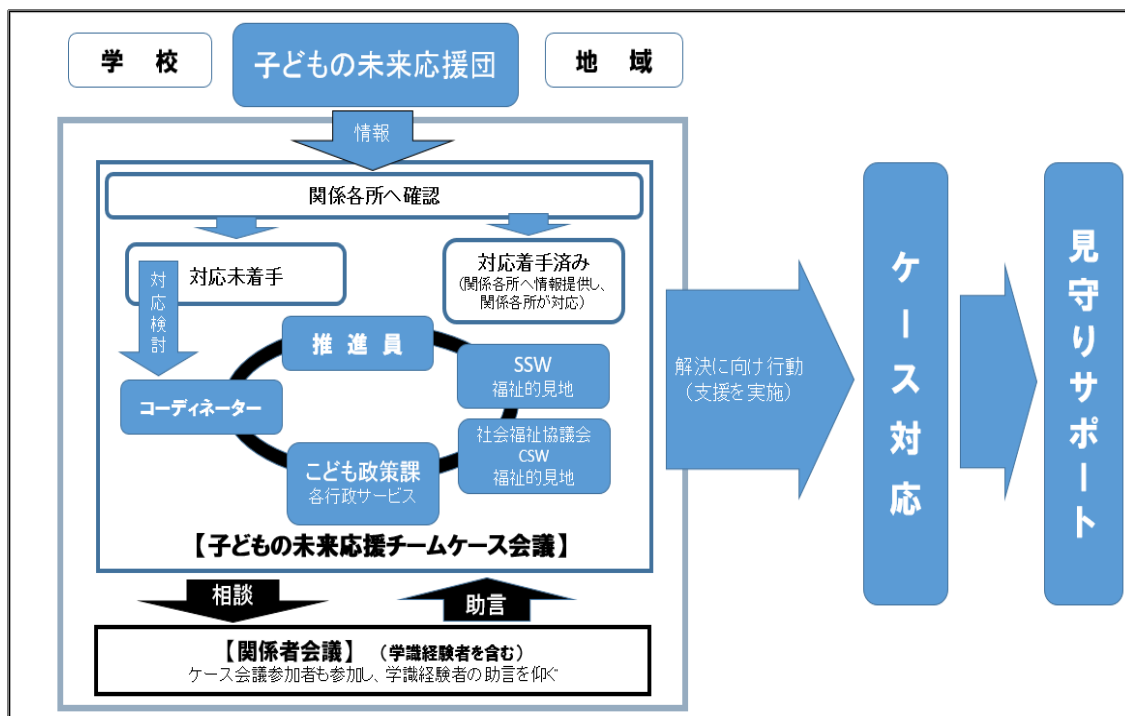 学　校
子どもの未来応援団
地　域
情報
関係各所へ確認
対応未着手
対応着手済み
(関係各所へ情報提供し、
関係各所が対応)
対応検討
推　進　員
SSW
福祉的見地
コーディネーター
社会福祉協議会
CSW
福祉的見地
こども政策課
各行政サービス
【子どもの未来応援チームケース会議】
相談
助言
【関係者会議】（学識経験者を含む）
ケース会議参加者も参加し、学識経験者の助言を仰ぐ
解決に向け行動
（支援を実施）
ケース対応
見守りサポート